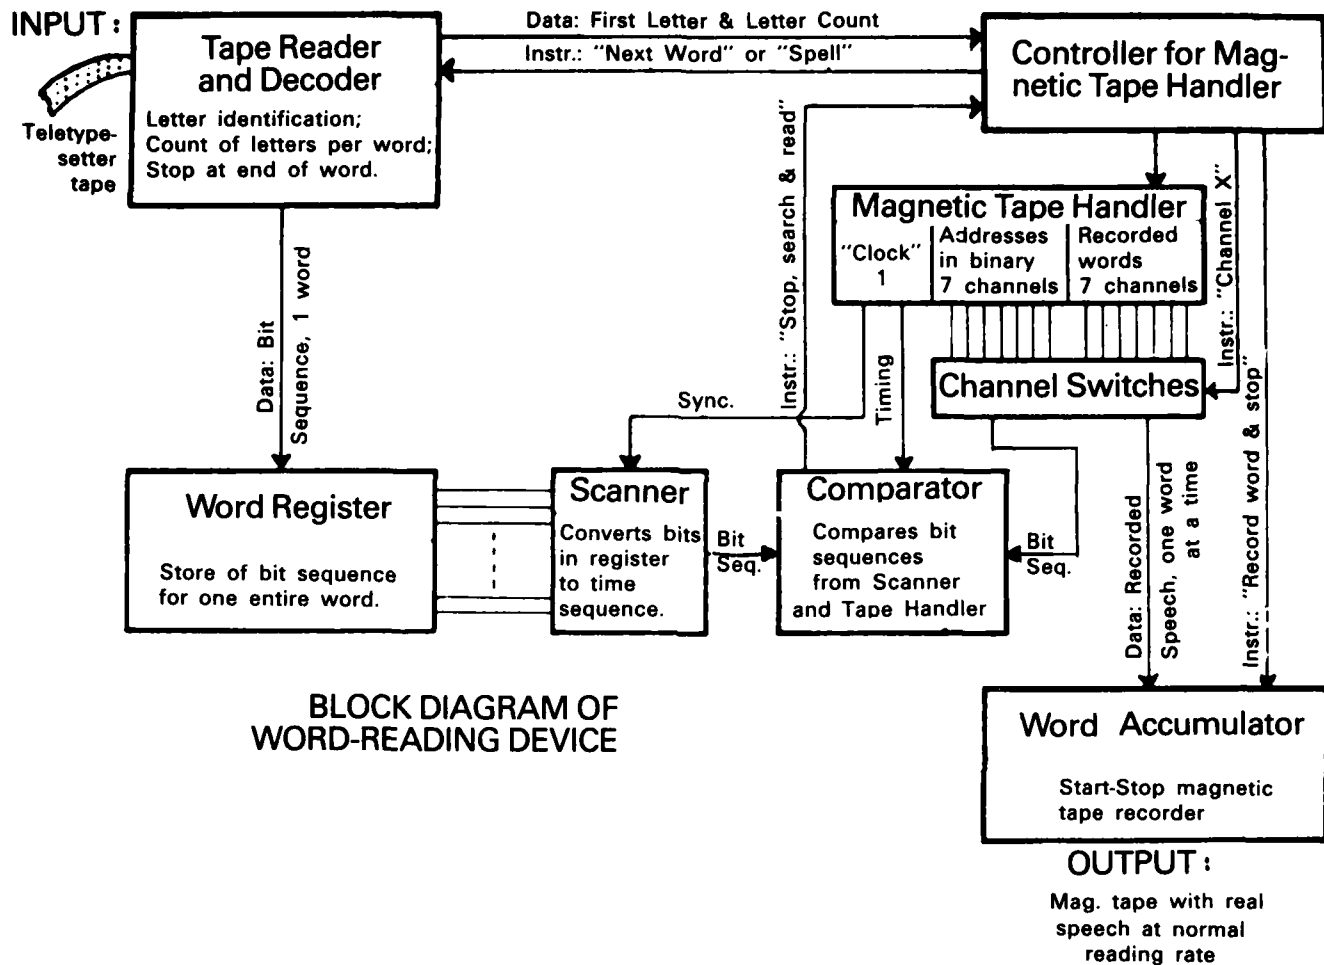 INPUT:
Tape Reader
and Decoder
Letter identification;
Count of letters per word;
Stop at end of word.
Teletype-
setter
tape
Data: First Letter & Letter Count
Instr.: "Next Word" or "Spell"
Controller for Mag-
netic Tape Handler
Instr.: "Stop, search & read"
Magnetic Tape Handler
"Clock"
1
Addresses
in binary
7 channels
Recorded
words
7 channels
Instr.: "Channel X"
Data: Bit
Sequence, 1 word
Sync.
Timing
Channel Switches
Instr.: "Record word & stop"
Word Register
Store of bit sequence
for one entire word.
Scanner
Converts bits
in register
to time
sequence.
Bit
Seq.
Comparator
Compares bit
sequences
from Scanner
and Tape Handler
Bit
Seq.
Data: Recorded
Speech, one word
at a time
BLOCK DIAGRAM OF
WORD-READING DEVICE
Word Accumulator
Start-Stop magnetic
tape recorder
OUTPUT:
Mag. tape with real
speech at normal
reading rate